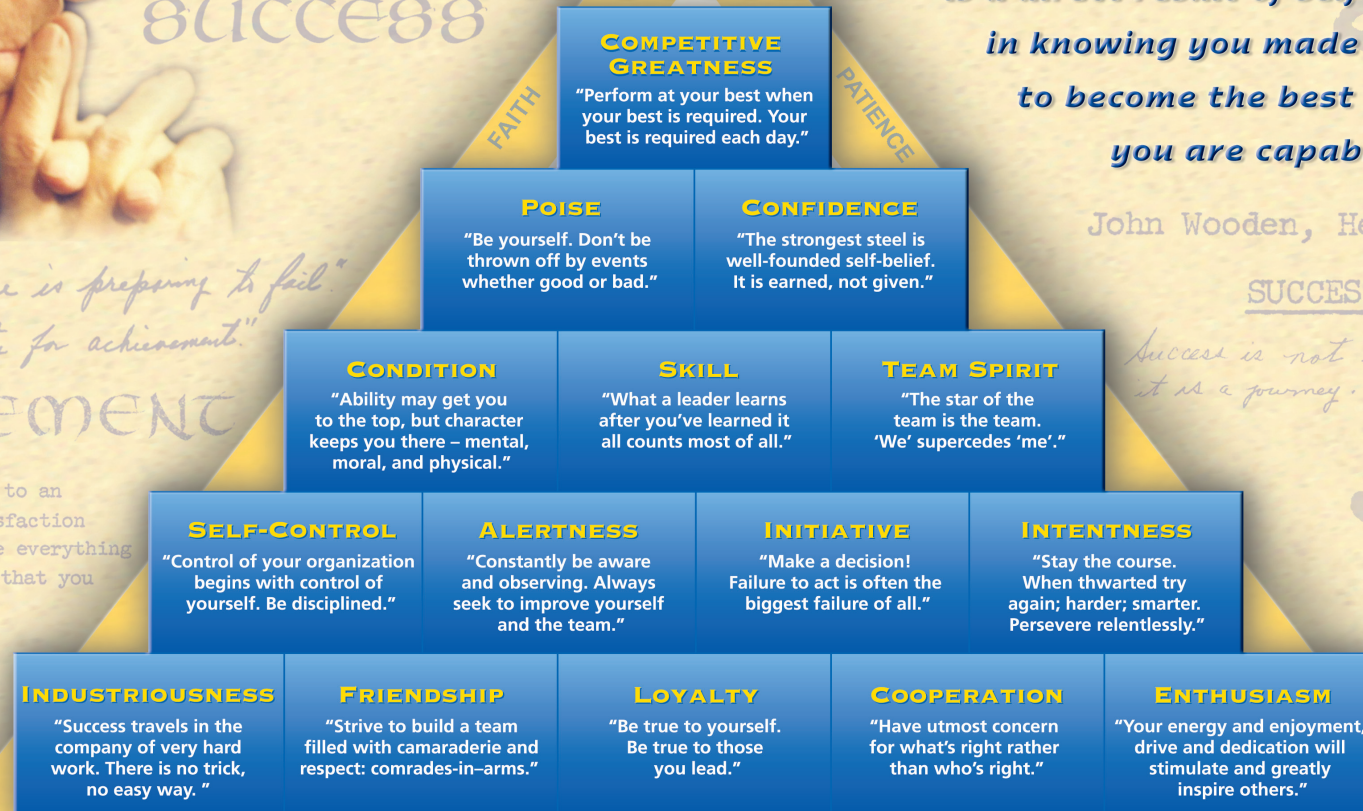 success
in knowing you made
to become the best
you are capab
John Wooden, He
SUCCES
Success is not
it is a journey.
e is preparing to fail."
for achievement."
EMENT
to an
sfaction
e everything
that you
FAITH
PATIENCE
COMPETITIVE
GREATNESS
“Perform at your best when
your best is required. Your
best is required each day.”
POISE
“Be yourself. Don’t be
thrown off by events
whether good or bad.”
CONFIDENCE
“The strongest steel is
well-founded self-belief.
It is earned, not given.”
CONDITION
“Ability may get you
to the top, but character
keeps you there – mental,
moral, and physical.”
SKILL
“What a leader learns
after you’ve learned it
all counts most of all.”
TEAM SPIRIT
“The star of the
team is the team.
‘We’ supercedes ‘me’.”
SELF-CONTROL
“Control of your organization
begins with control of
yourself. Be disciplined.”
ALERTNESS
“Constantly be aware
and observing. Always
seek to improve yourself
and the team.”
INITIATIVE
“Make a decision!
Failure to act is often the
biggest failure of all.”
INTENTNESS
“Stay the course.
When thwarted try
again; harder; smarter.
Persevere relentlessly.”
INDUSTRIOUSNESS
“Success travels in the
company of very hard
work. There is no trick,
no easy way. ”
FRIENDSHIP
“Strive to build a team
filled with camaraderie and
respect: comrades-in–arms.”
LOYALTY
“Be true to yourself.
Be true to those
you lead.”
COOPERATION
“Have utmost concern
for what’s right rather
than who’s right.”
ENTHUSIASM
“Your energy and enjoyment,
drive and dedication will
stimulate and greatly
inspire others.”